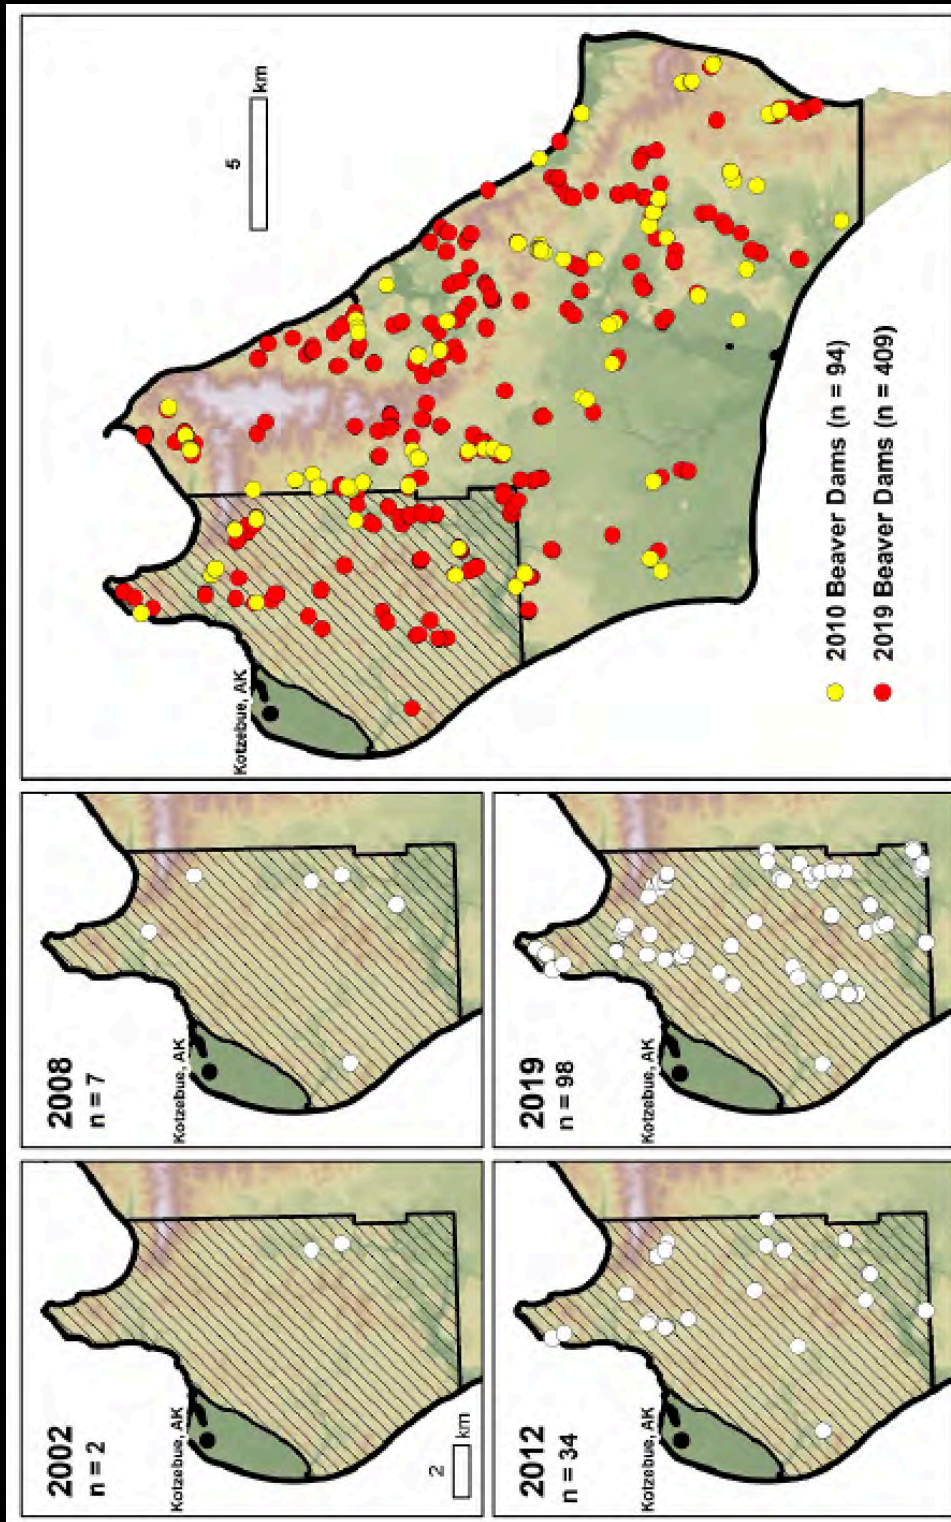 2002
n = 2
Kotzebue, AK
2
km
2008
n = 7
Kotzebue, AK
2012
n = 34
Kotzebue, AK
2019
n = 98
Kotzebue, AK
Kotzebue, AK
5
km
2010 Beaver Dams (n = 94)
2019 Beaver Dams (n = 409)